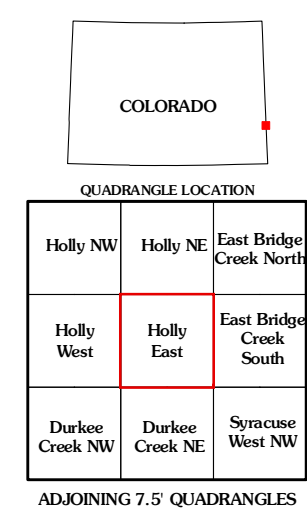 COLORADO
QUADRANGLE LOCATION
Holly NW
Holly NE
East Bridge
Creek North
Holly
West
Holly
East
East Bridge
Creek
South
Durkee
Creek NW
Durkee
Creek NE
Syracuse
West NW
ADJOINING 7.5' QUADRANGLES